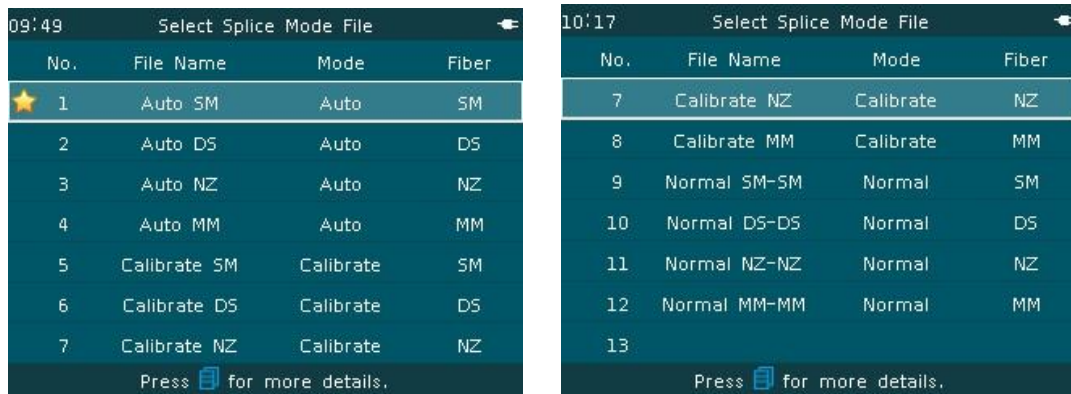 09:49 Select Splice Mode File
No. File Name Mode Fiber
1 Auto SM Auto SM
2 Auto DS Auto DS
3 Auto NZ Auto NZ
4 Auto MM Auto MM
5 Calibrate SM Calibrate SM
6 Calibrate DS Calibrate DS
7 Calibrate NZ Calibrate NZ
Press for more details.
10:17 Select Splice Mode File
No. File Name Mode Fiber
7 Calibrate NZ Calibrate NZ
8 Calibrate MM Calibrate MM
9 Normal SM-SM Normal SM
10 Normal DS-DS Normal DS
11 Normal NZ-NZ Normal NZ
12 Normal MM-MM Normal MM
13
Press for more details.